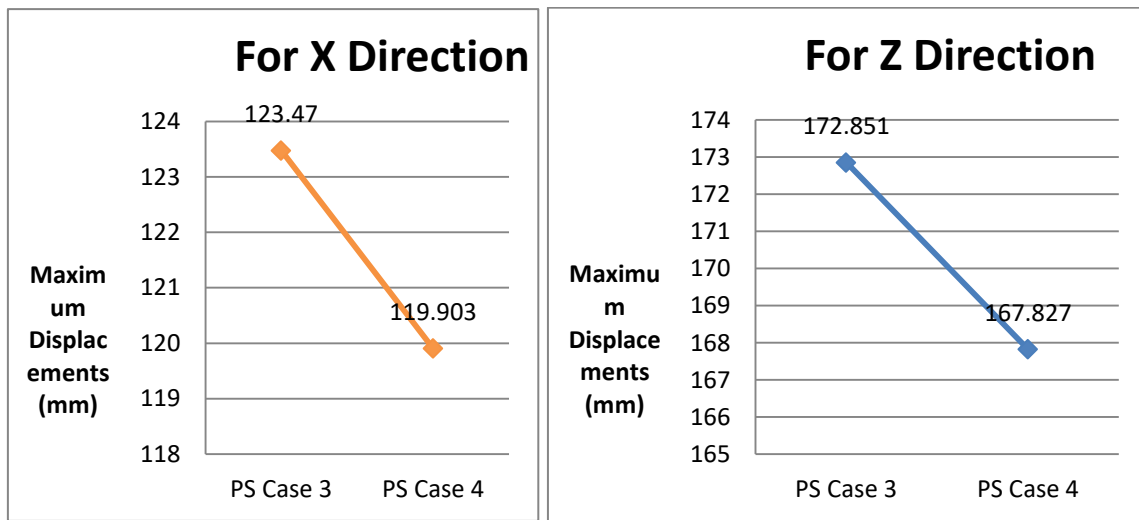 For X Direction
124
123
122
121
120
119
118
123.47
119.903
Maxim
um
Displac
ements
(mm)
PS Case 3
PS Case 4
For Z Direction
174
173
172
171
170
169
168
167
166
165
172.851
167.827
Maximu
m
Displace
ments
(mm)
PS Case 3
PS Case 4